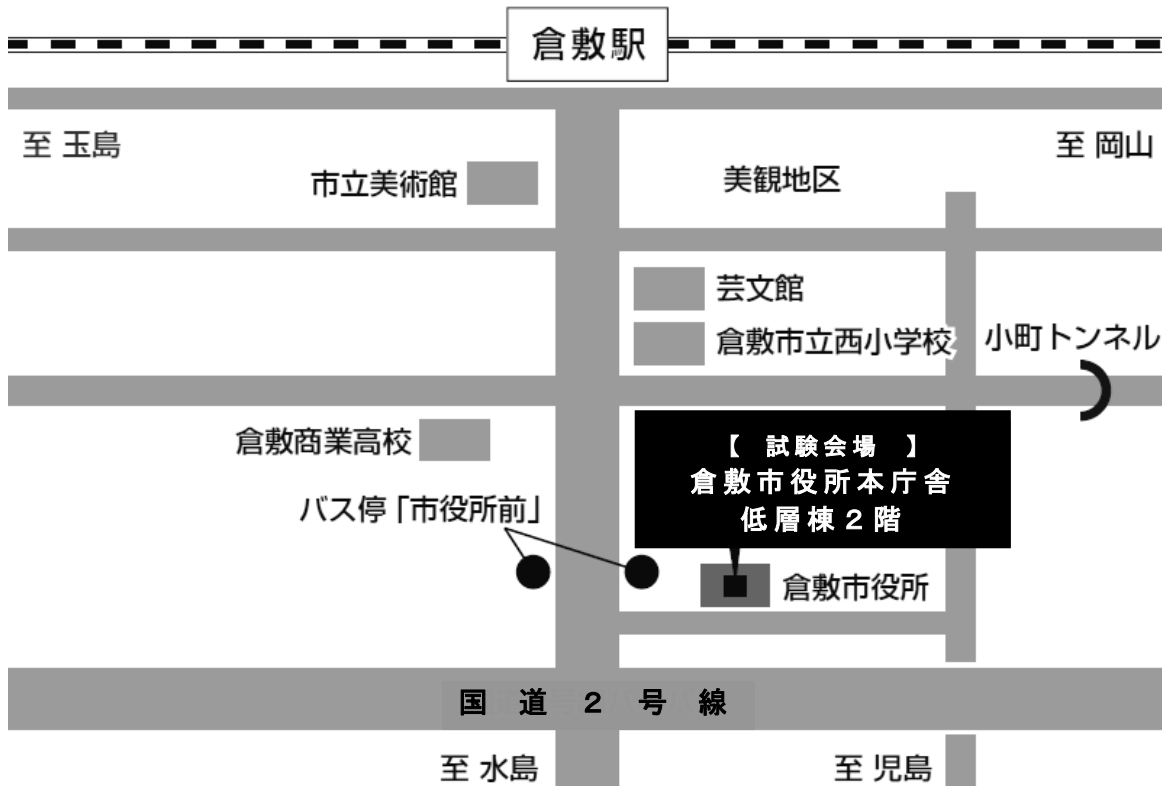 倉敷駅
至 玉島
至 岡山
市立美術館
美観地区
芸文館
倉敷市立西小学校
小町トンネル
倉敷商業高校
【 試験会場 】
倉敷市役所本庁舎
低層棟2階
バス停「市役所前」
倉敷市役所
国道2号線
至 水島
至 児島